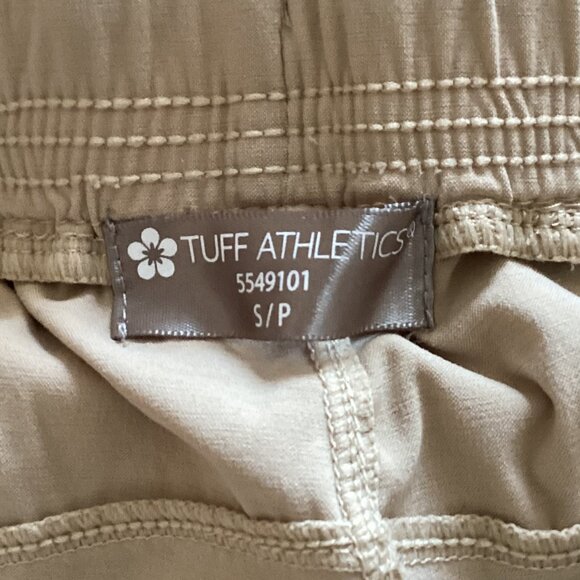 TUFF ATHLETICS®
5549101
S/P